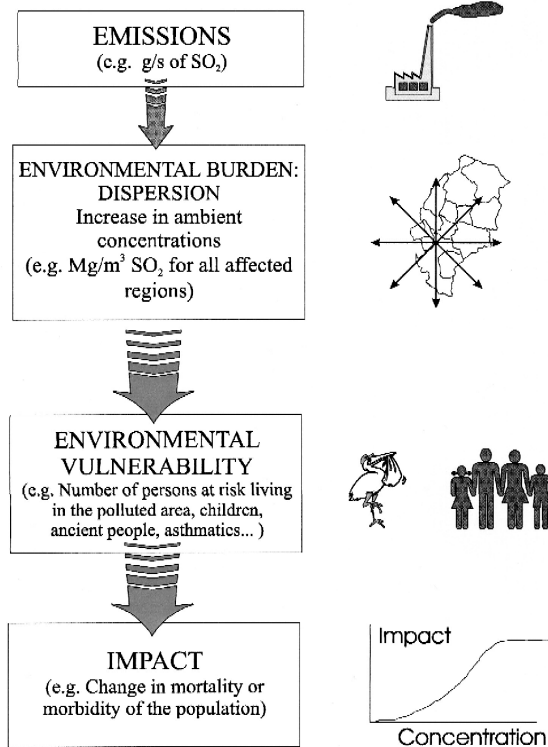 EMISSIONS
(e.g. g/s of SO₂)
ENVIRONMENTAL BURDEN:
DISPERSION
Increase in ambient
concentrations
(e.g. Mg/m³ SO₂ for all affected
regions)
ENVIRONMENTAL
VULNERABILITY
(e.g. Number of persons at risk living
in the polluted area, children,
ancient people, asthmatics... )
IMPACT
(e.g. Change in mortality or
morbidity of the population)
Impact
Concentration